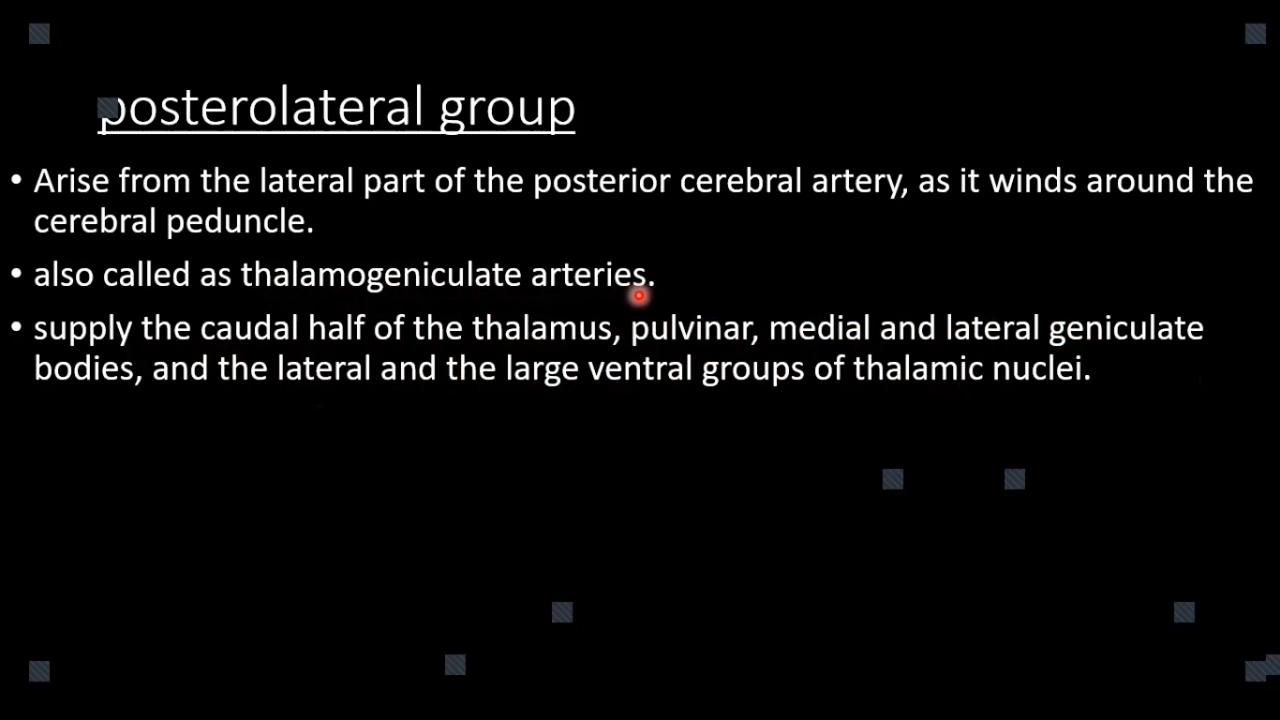 posterolateral group
• Arise from the lateral part of the posterior cerebral artery, as it winds around the
cerebral peduncle.
• also called as thalamogeniculate arteries.
• supply the caudal half of the thalamus, pulvinar, medial and lateral geniculate
bodies, and the lateral and the large ventral groups of thalamic nuclei.